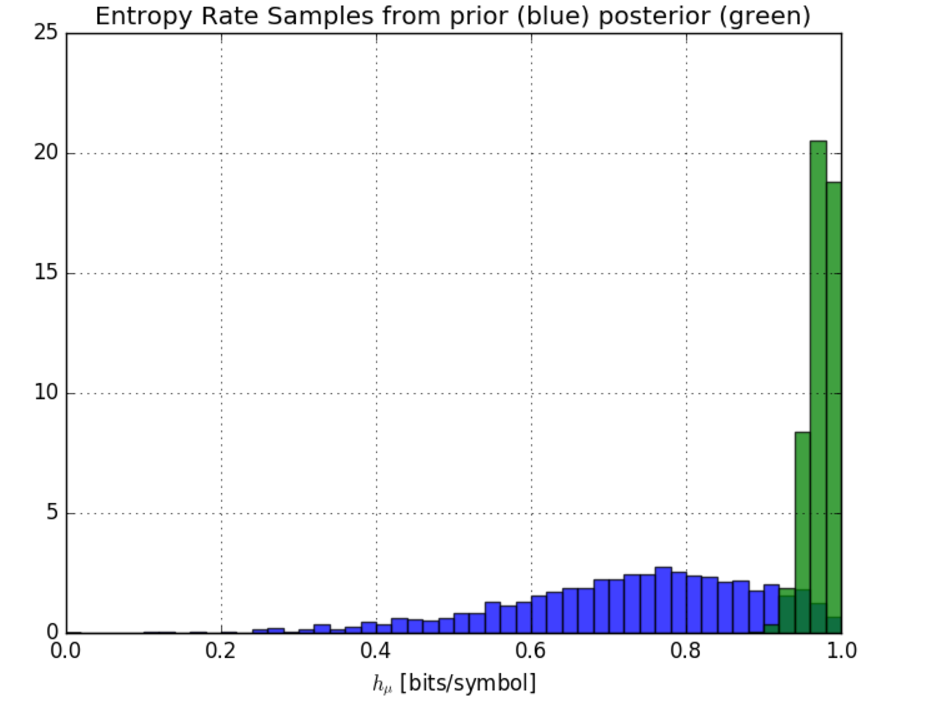 Entropy Rate Samples from prior (blue) posterior (green)
25
20
15
10
5
0
0.0 0.2 0.4 0.6 0.8 1.0
hμ [bits/symbol]